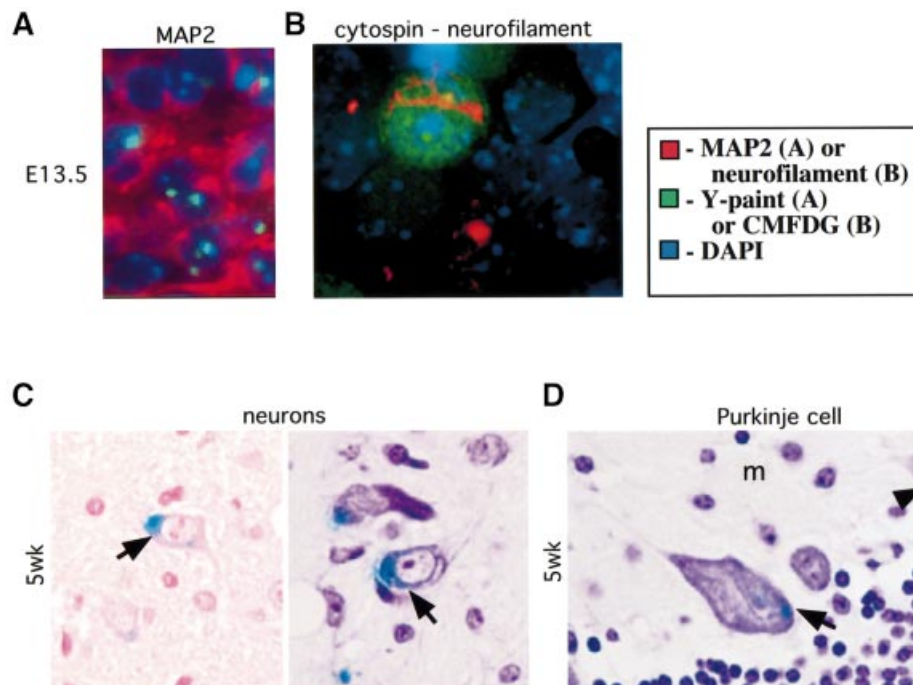 A
MAP2
B
cytospin - neurofilament
E13.5
- MAP2 (A) or
neurofilament (B)
- Y-paint (A)
or CMFDG (B)
- DAPI
C
neurons
D
Purkinje cell
5wk
5wk
m